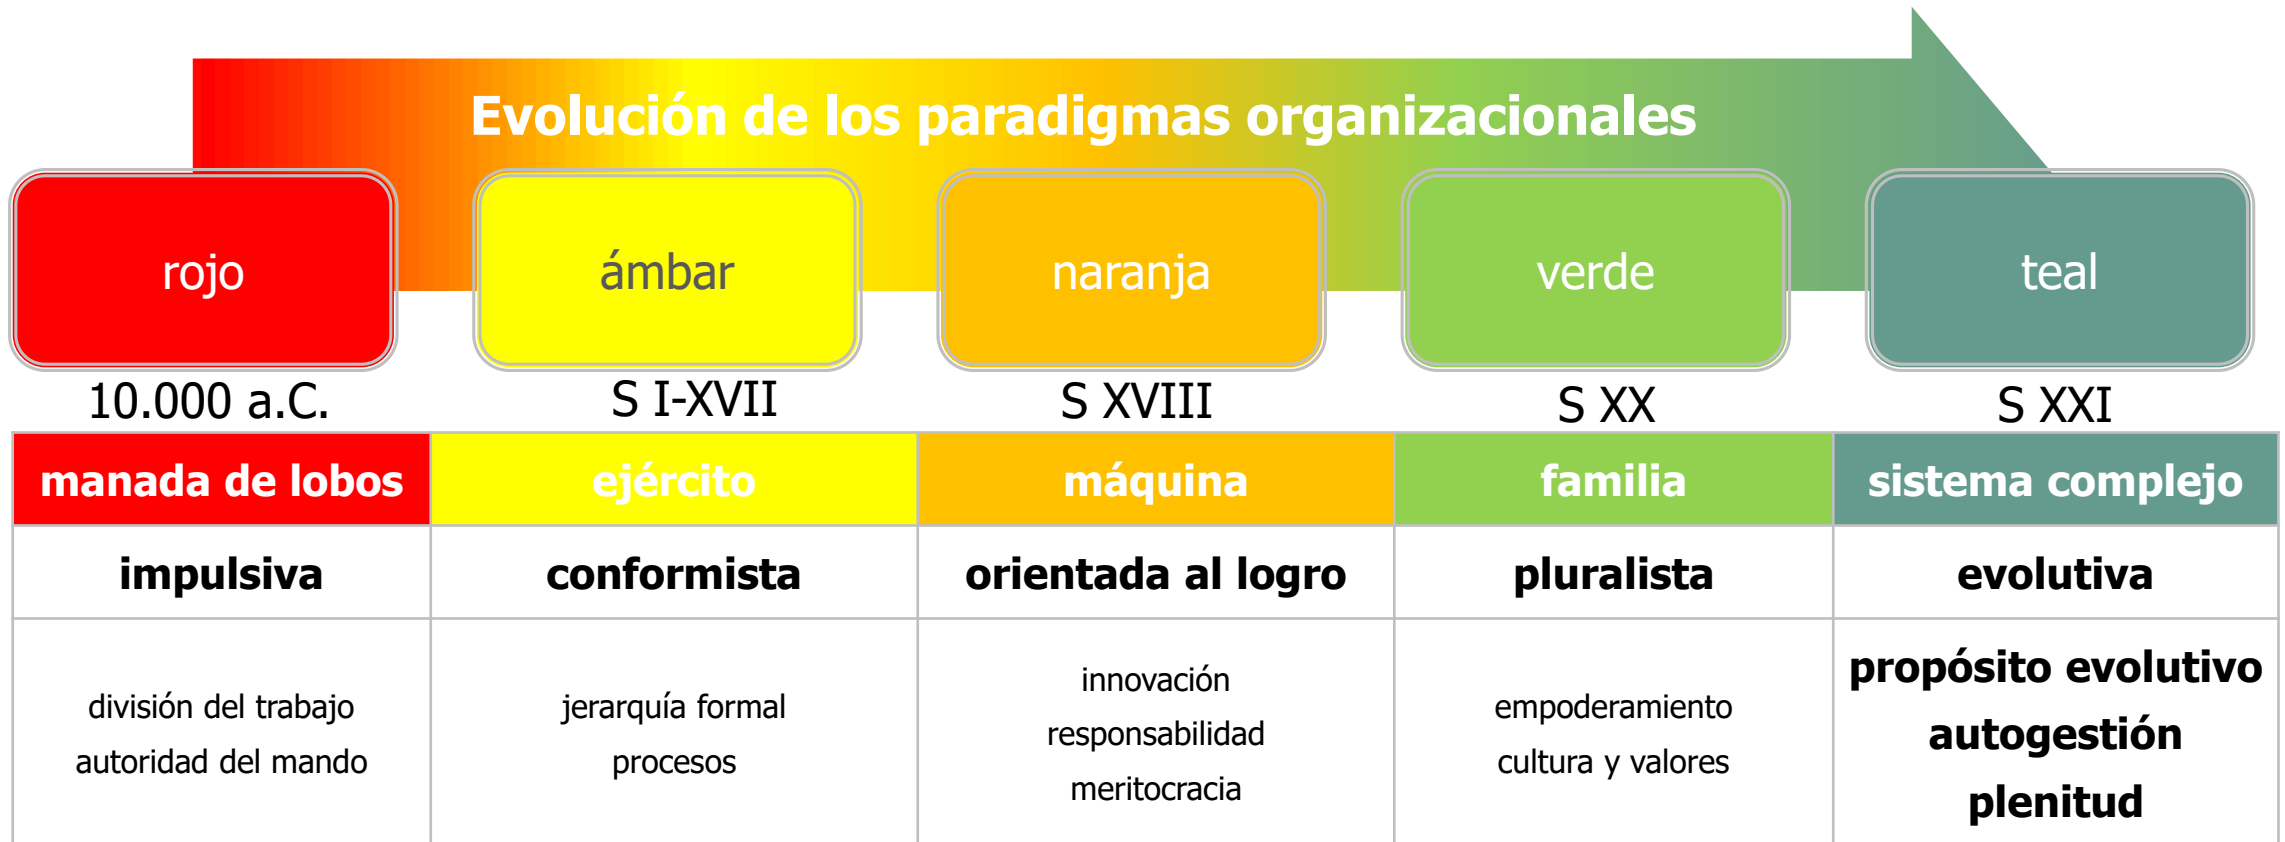 Evolución de los paradigmas organizacionales
rojo
ámbar
naranja
verde
teal
10.000 a.C.
S I-XVII
S XVIII
S XX
S XXI
manada de lobos
ejército
máquina
familia
sistema complejo
impulsiva
conformista
orientada al logro
pluralista
evolutiva
división del trabajo
autoridad del mando
jerarquía formal
procesos
innovación
responsabilidad
meritocracia
empoderamiento
cultura y valores
propósito evolutivo
autogestión
plenitud